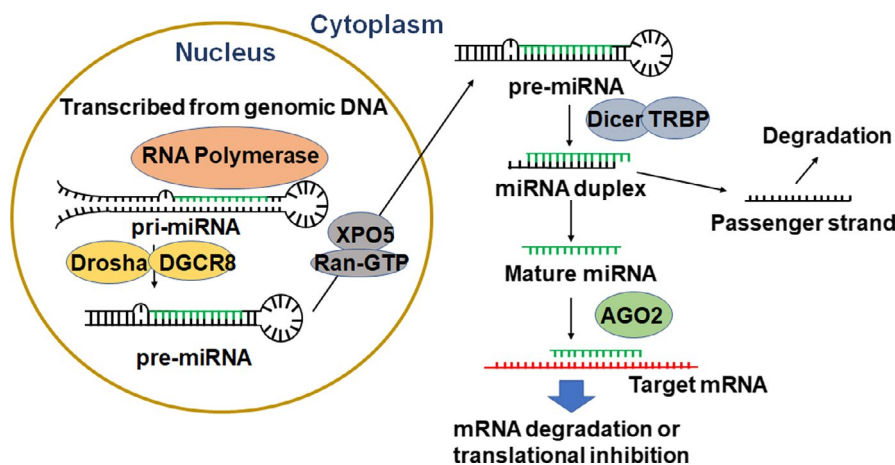 Cytoplasm
Nucleus
Transcribed from genomic DNA
RNA Polymerase
pri-miRNA
Drosha DGCR8
pre-miRNA
XPO5
Ran-GTP
pre-miRNA
Dicer TRBP
miRNA duplex
Degradation
Passenger strand
Mature miRNA
AGO2
Target mRNA
mRNA degradation or
translational inhibition